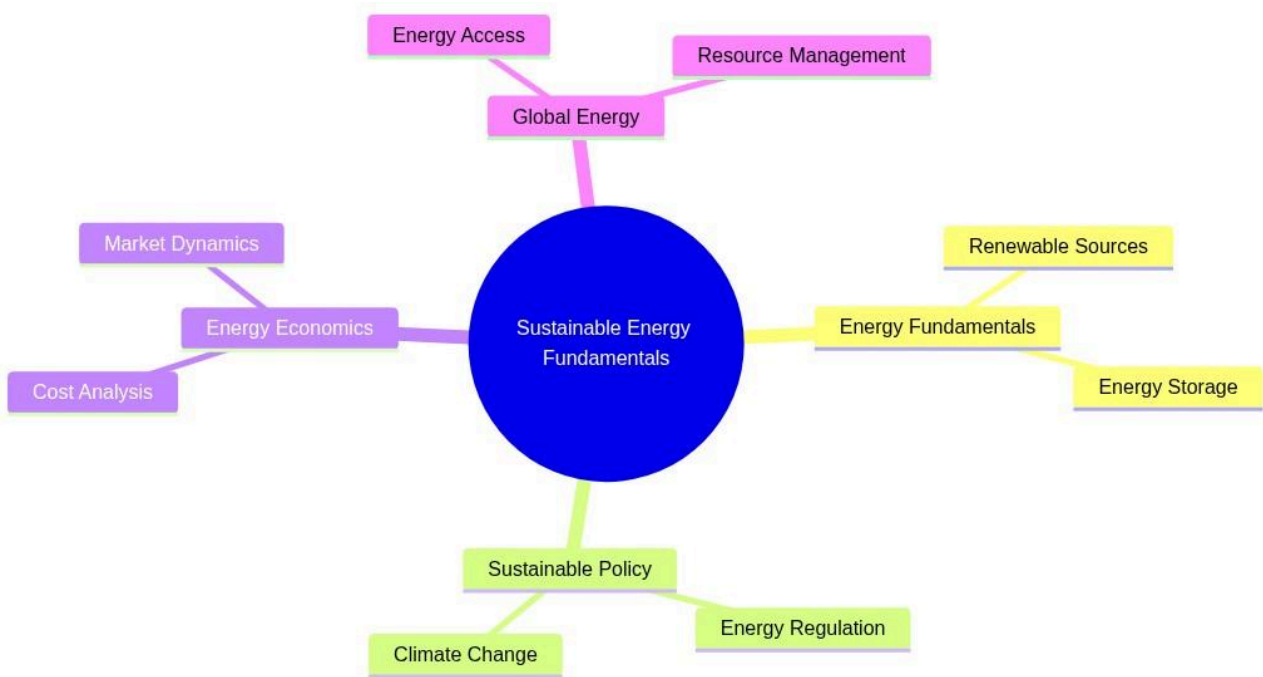 Energy Access
Resource Management
Global Energy
Market Dynamics
Renewable Sources
Energy Economics
Sustainable Energy
Fundamentals
Energy Fundamentals
Cost Analysis
Energy Storage
Sustainable Policy
Energy Regulation
Climate Change